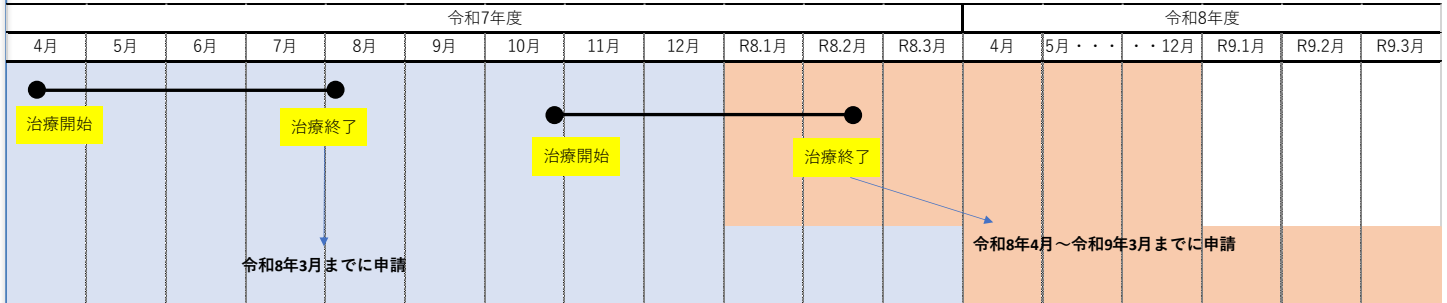 令和7年度 令和8年度
4月 5月 6月 7月 8月 9月 10月 11月 12月 R8.1月 R8.2月 R8.3月 4月 5月・・・ ・・12月 R9.1月 R9.2月 R9.3月
治療開始 治療終了
治療開始 治療終了
令和8年4月～令和9年3月までに申請
令和8年3月までに申請